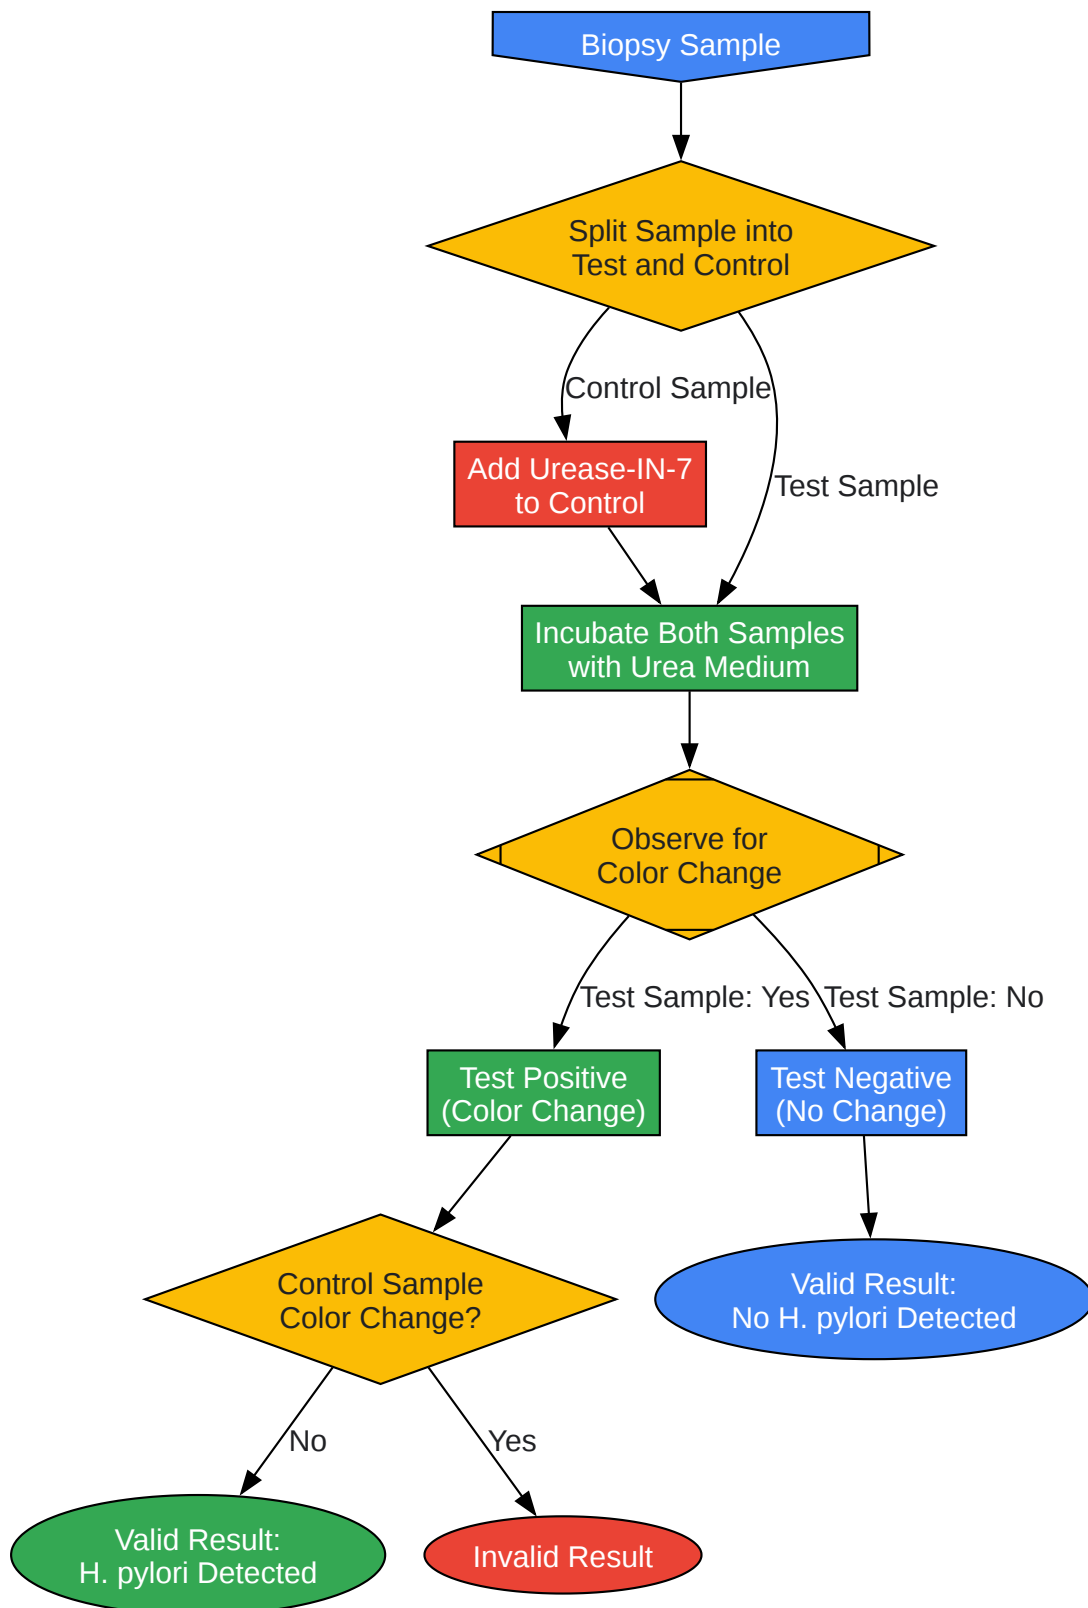 Biopsy Sample
Split Sample into
Test and Control
Control Sample
Add Urease-IN-7
to Control
Test Sample
Incubate Both Samples
with Urea Medium
Observe for
Color Change
Test Sample: Yes
Test Sample: No
Test Positive
(Color Change)
Test Negative
(No Change)
Control Sample
Color Change?
Valid Result:
No H. pylori Detected
No
Yes
Valid Result:
H. pylori Detected
Invalid Result